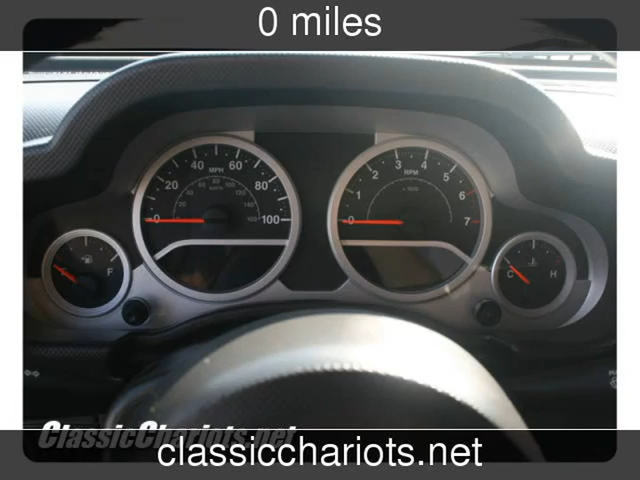 0 miles
0 20 40 60 80 100
MPH
0 1 2 3 4 5 6 7
RPM
F
C H
ClassicChariots.net
classicchariots.net